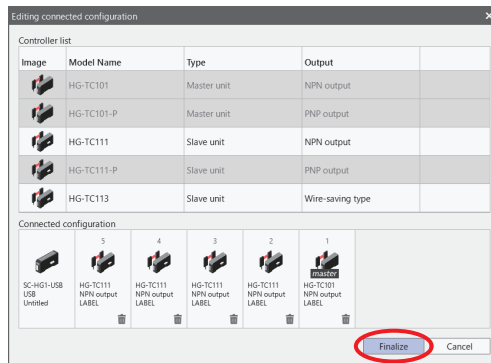 Editing connected configuration
Controller list
Image Model Name Type Output
HG-TC101 Master unit NPN output
HG-TC101-P Master unit PNP output
HG-TC111 Slave unit NPN output
HG-TC111-P Slave unit PNP output
HG-TC113 Slave unit Wire-saving type
Connected configuration
5 4 3 2 1
master
SC-HG1-USB HG-TC111 HG-TC111 HG-TC111 HG-TC111 HG-TC101
USB NPN output NPN output NPN output NPN output NPN output
Untitled LABEL LABEL LABEL LABEL LABEL
Finalize Cancel